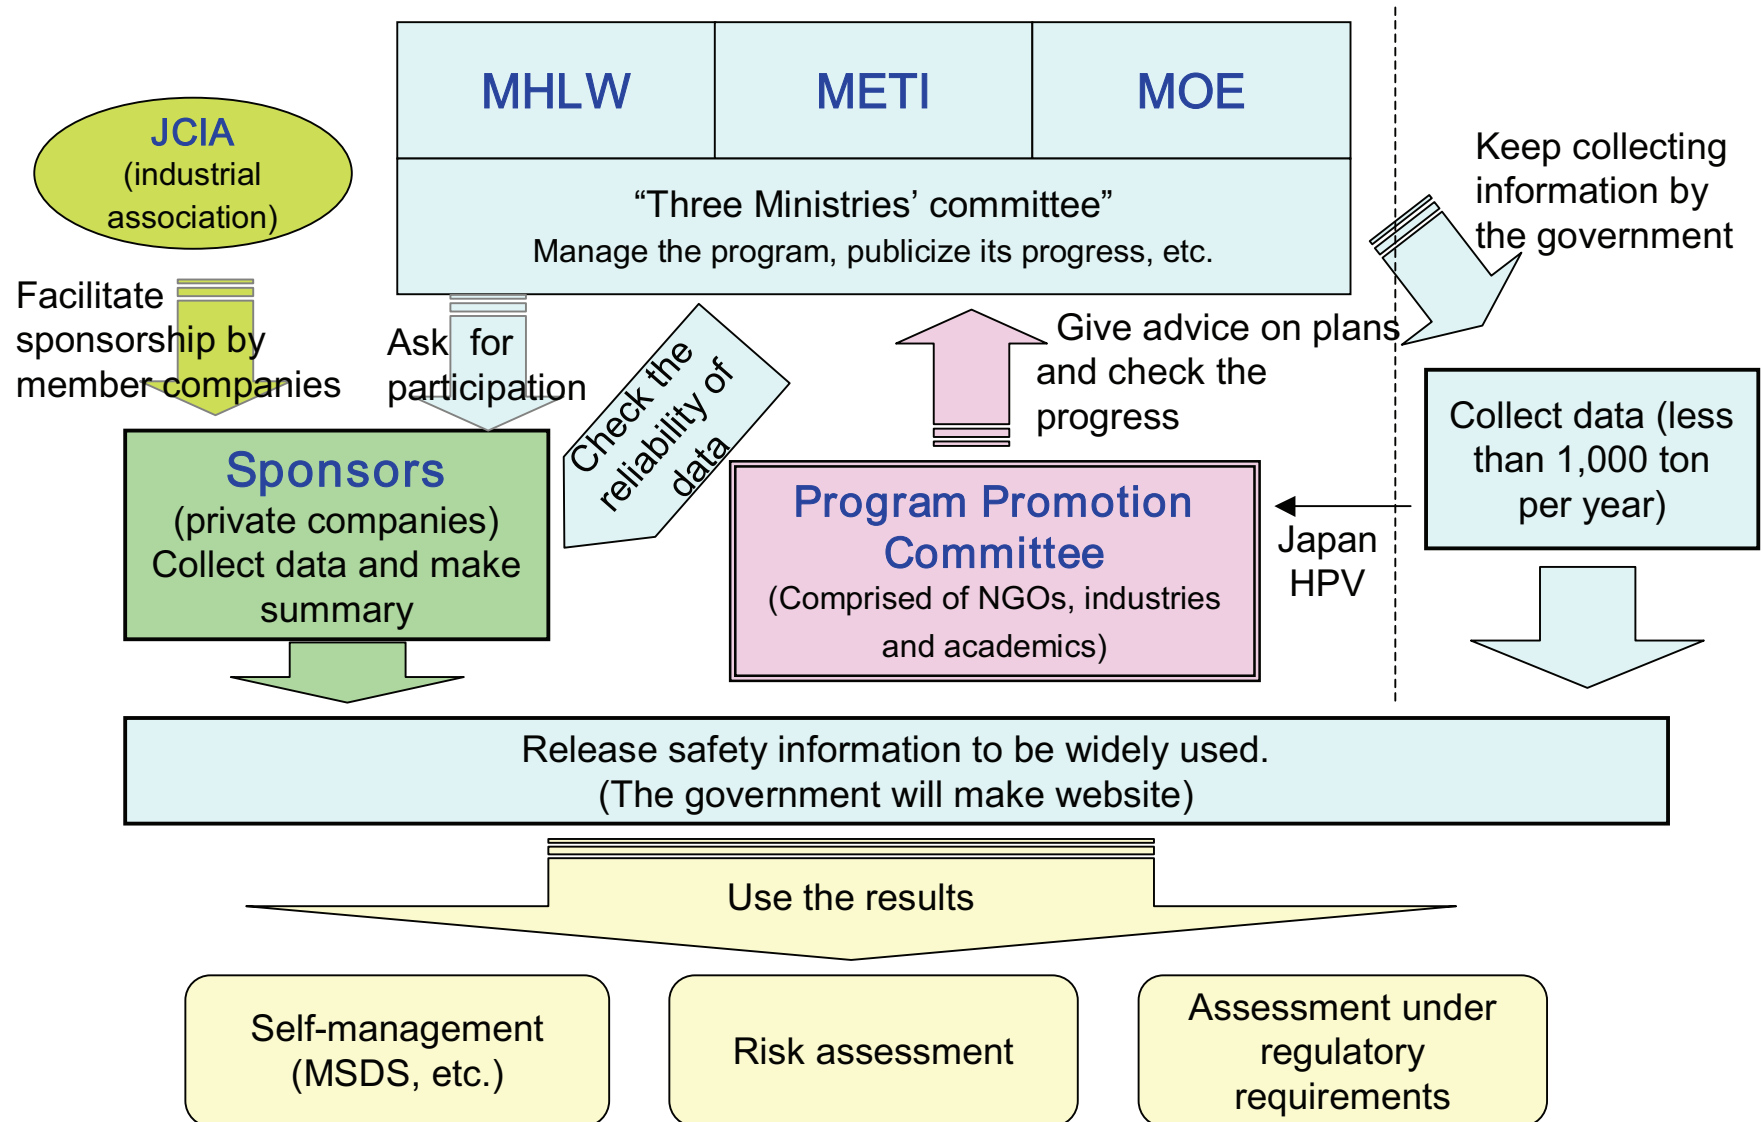 MHLW
METI
MOE
JCIA
(industrial
association)
“Three Ministries’ committee”
Manage the program, publicize its progress, etc.
Keep collecting
information by
the government
Facilitate
sponsorship by
member companies
Ask for
participation
Check the
reliability of
data
Give advice on plans
and check the
progress
Collect data (less
than 1,000 ton
per year)
Sponsors
(private companies)
Collect data and make
summary
Program Promotion
Committee
(Comprised of NGOs, industries
and academics)
Japan
HPV
Release safety information to be widely used.
(The government will make website)
Use the results
Self-management
(MSDS, etc.)
Risk assessment
Assessment under
regulatory
requirements